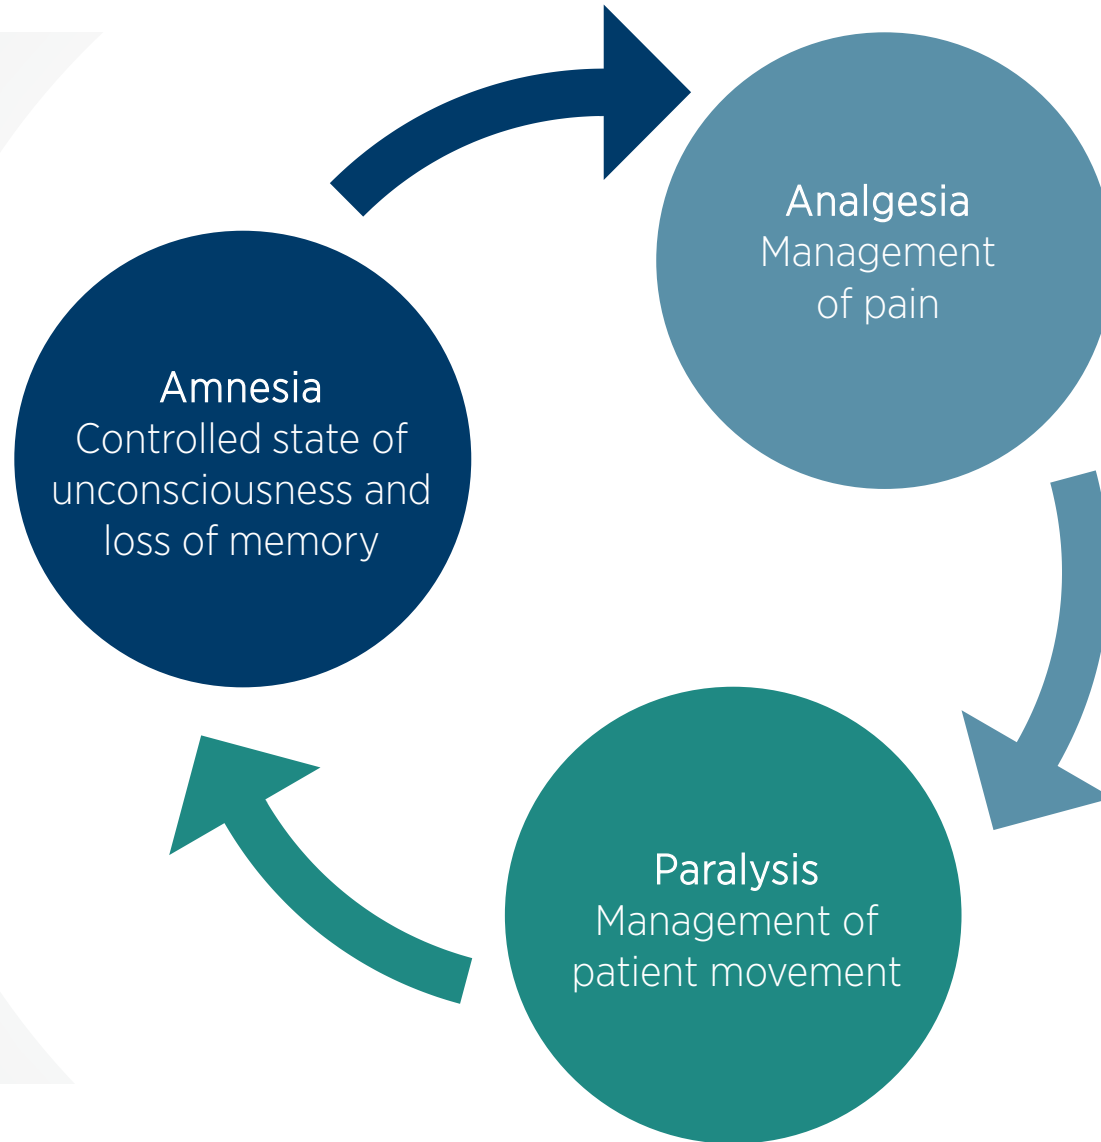 Analgesia
Management
of pain
Amnesia
Controlled state of
unconsciousness and
loss of memory
Paralysis
Management of
patient movement